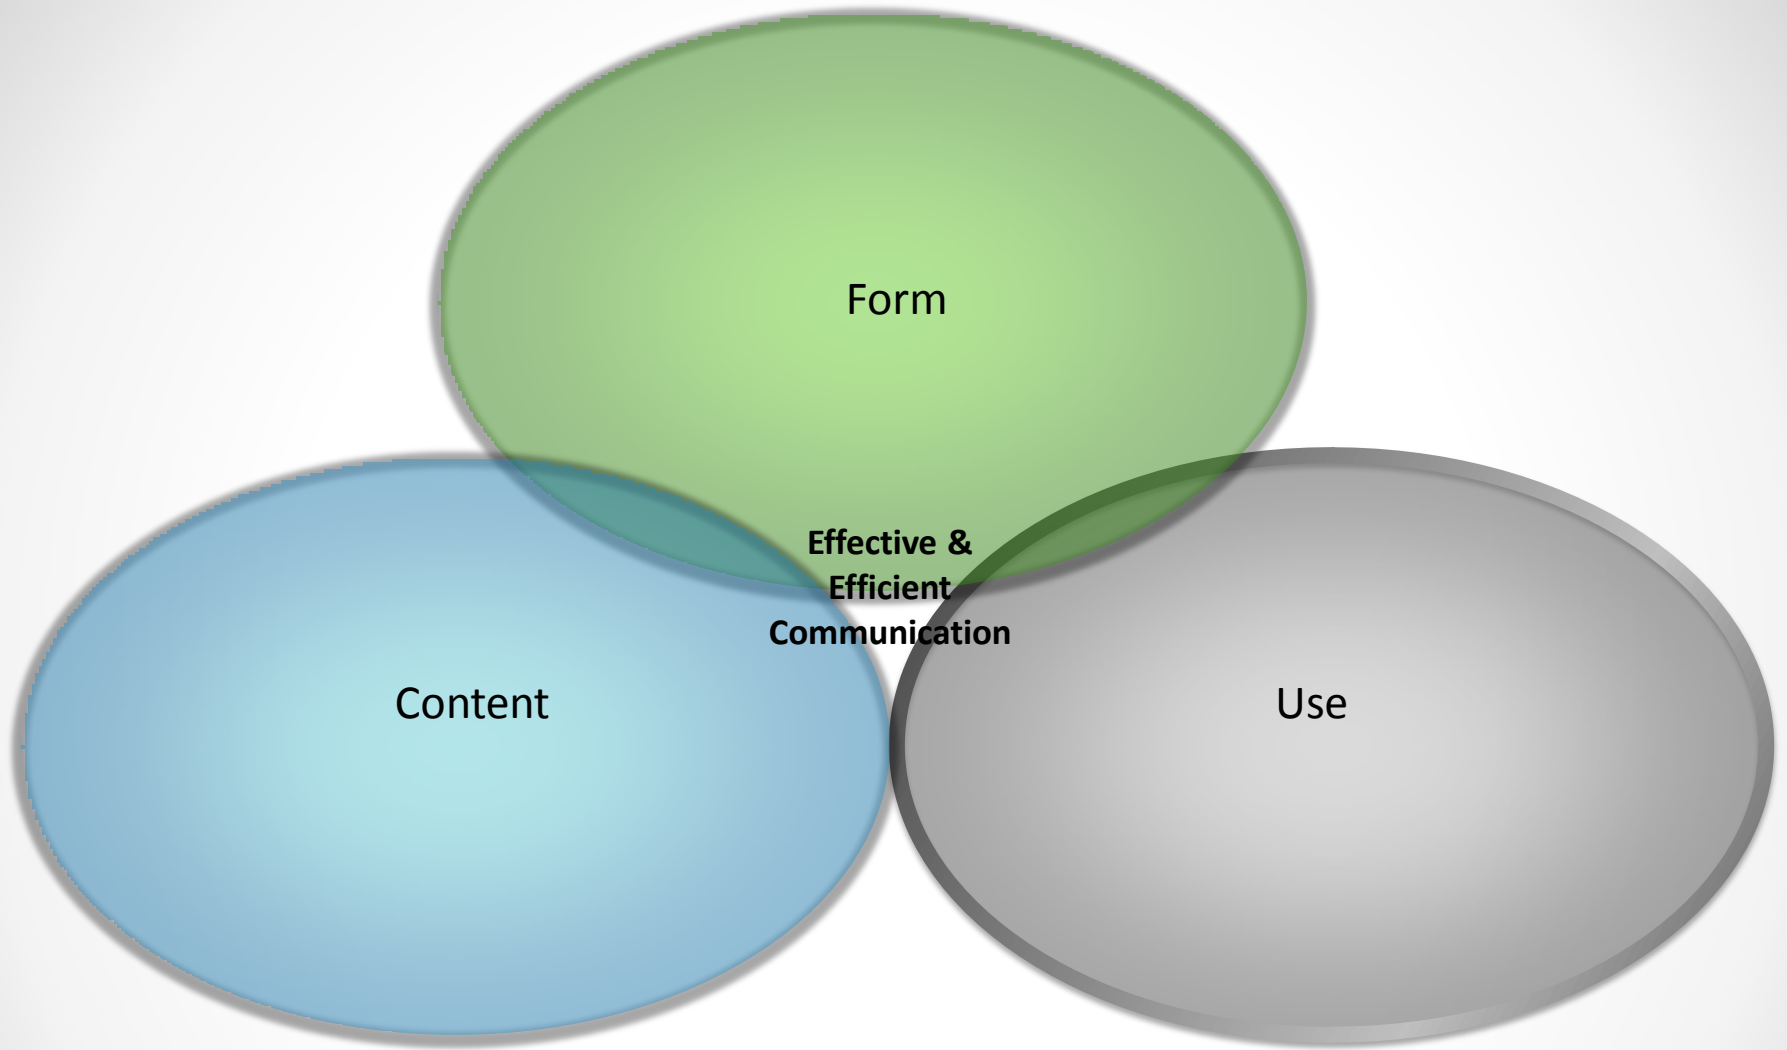 Form
Effective &
Efficient
Communication
Content
Use